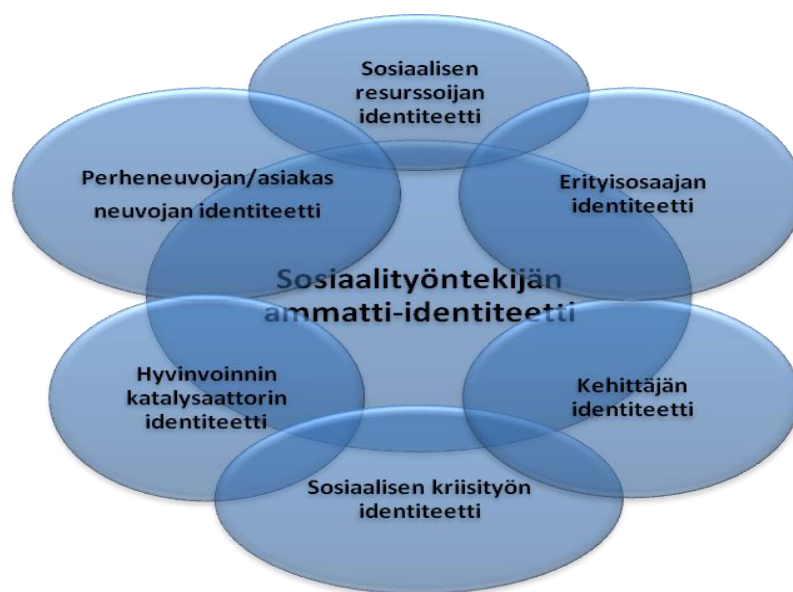 Sosiaalisen
resurssoijan
identiteetti
Perheneuvojan/asiakas
neuvojan identiteetti
Erityisosaajan
identiteetti
Sosiaalityöntekijän
ammatti-identiteetti
Hyvinvoinnin
katalysaattorin
identiteetti
Kehittäjän
identiteetti
Sosiaalisen kriisityön
identiteetti